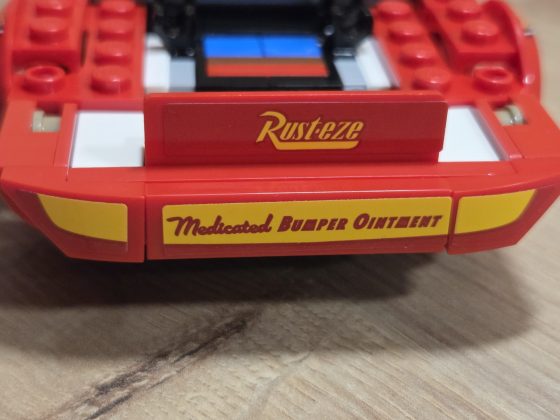 Rust-eze
Medicated Bumper Ointment